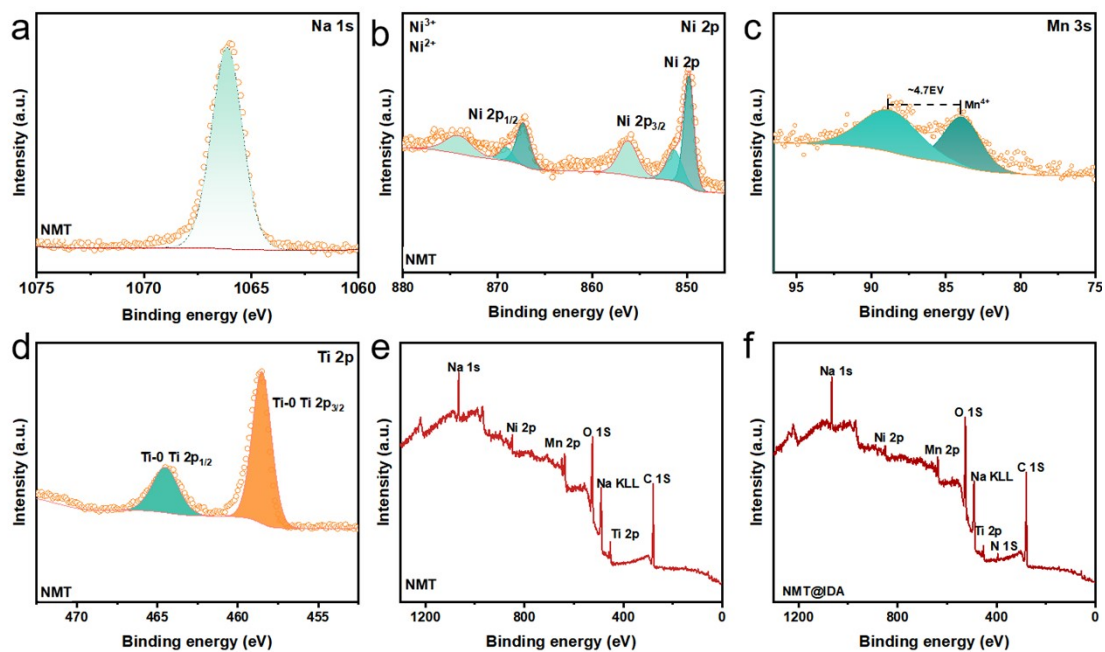 a
Na 1s
Intensity (a.u.)
NMT
1075 1070 1065 1060
Binding energy (eV)
b
Ni³⁺
Ni²⁺
Ni 2p
Ni 2p
Ni 2p₁/₂
Ni 2p₃/₂
Intensity (a.u.)
NMT
880 870 860 850
Binding energy (eV)
c
Mn 3s
~4.7EV
Mn⁴⁺
Intensity (a.u.)
95 90 85 80 75
Binding energy (eV)
d
Ti 2p
Ti-0 Ti 2p₃/₂
Ti-0 Ti 2p₁/₂
Intensity (a.u.)
NMT
470 465 460 455
Binding energy (eV)
e
Na 1s
Ni 2p
Mn 2p
O 1S
Na KLL
C 1S
Ti 2p
Intensity (a.u.)
NMT
1200 800 400 0
Binding energy (eV)
f
Na 1s
Ni 2p
Mn 2p
O 1S
Na KLL
C 1S
Ti 2p
N 1S
Intensity (a.u.)
NMT@IDA
1200 800 400 0
Binding energy (eV)